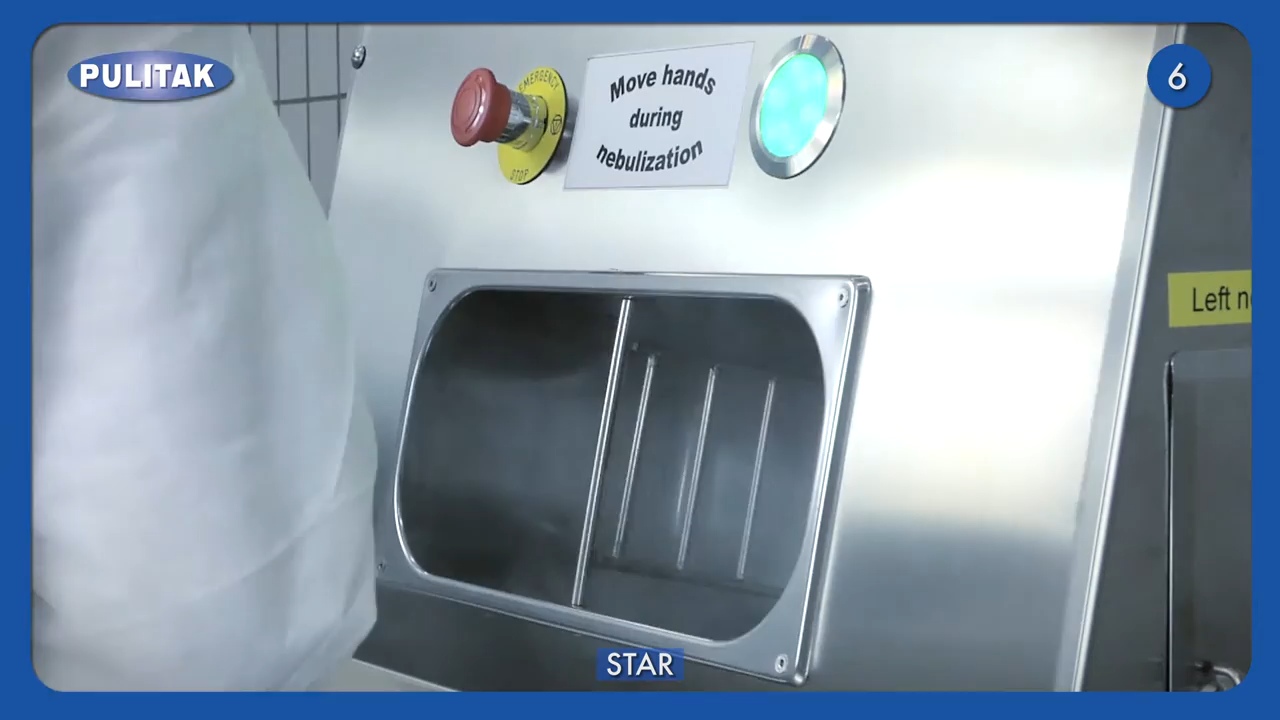 PULITAK
6
EMERGENCY
STOP
Move hands
during
nebulization
Left n
STAR